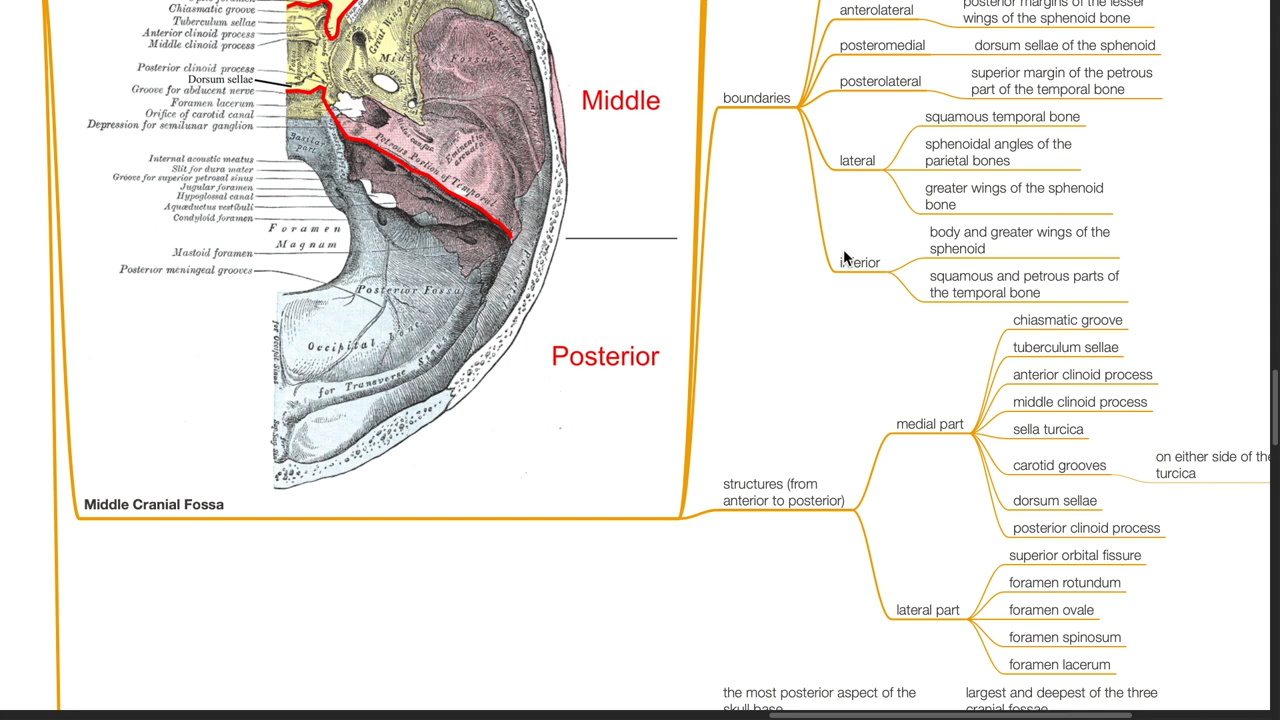 Chiasmatic groove
Tuberculum sellae
Anterior clinoid process
Middle clinoid process
Posterior clinoid process
Dorsum sellae
Groove for abducent nerve
Foramen lacerum
Orifice of carotid canal
Depression for semilunar ganglion
Internal acoustic meatus
Slit for dura mater
Groove for superior petrosal sinus
Jugular foramen
Hypoglossal canal
Aquæductus vestibuli
Condyloid foramen
Foramen
Magnum
Mastoid foramen
Posterior meningeal grooves
Basilar
part
Petrous Portion of Temporal
Posterior Fossa
Occipital bone
for Transverse
Middle
Posterior
Middle Cranial Fossa
boundaries
anterolateral
posterior margins of the lesser
wings of the sphenoid bone
posteromedial
dorsum sellae of the sphenoid
posterolateral
superior margin of the petrous
part of the temporal bone
lateral
squamous temporal bone
sphenoidal angles of the
parietal bones
greater wings of the sphenoid
bone
inferior
body and greater wings of the
sphenoid
squamous and petrous parts of
the temporal bone
structures (from
anterior to posterior)
medial part
chiasmatic groove
tuberculum sellae
anterior clinoid process
middle clinoid process
sella turcica
carotid grooves
on either side of the
turcica
dorsum sellae
posterior clinoid process
lateral part
superior orbital fissure
foramen rotundum
foramen ovale
foramen spinosum
foramen lacerum
the most posterior aspect of the
skull base
largest and deepest of the three
cranial fossae